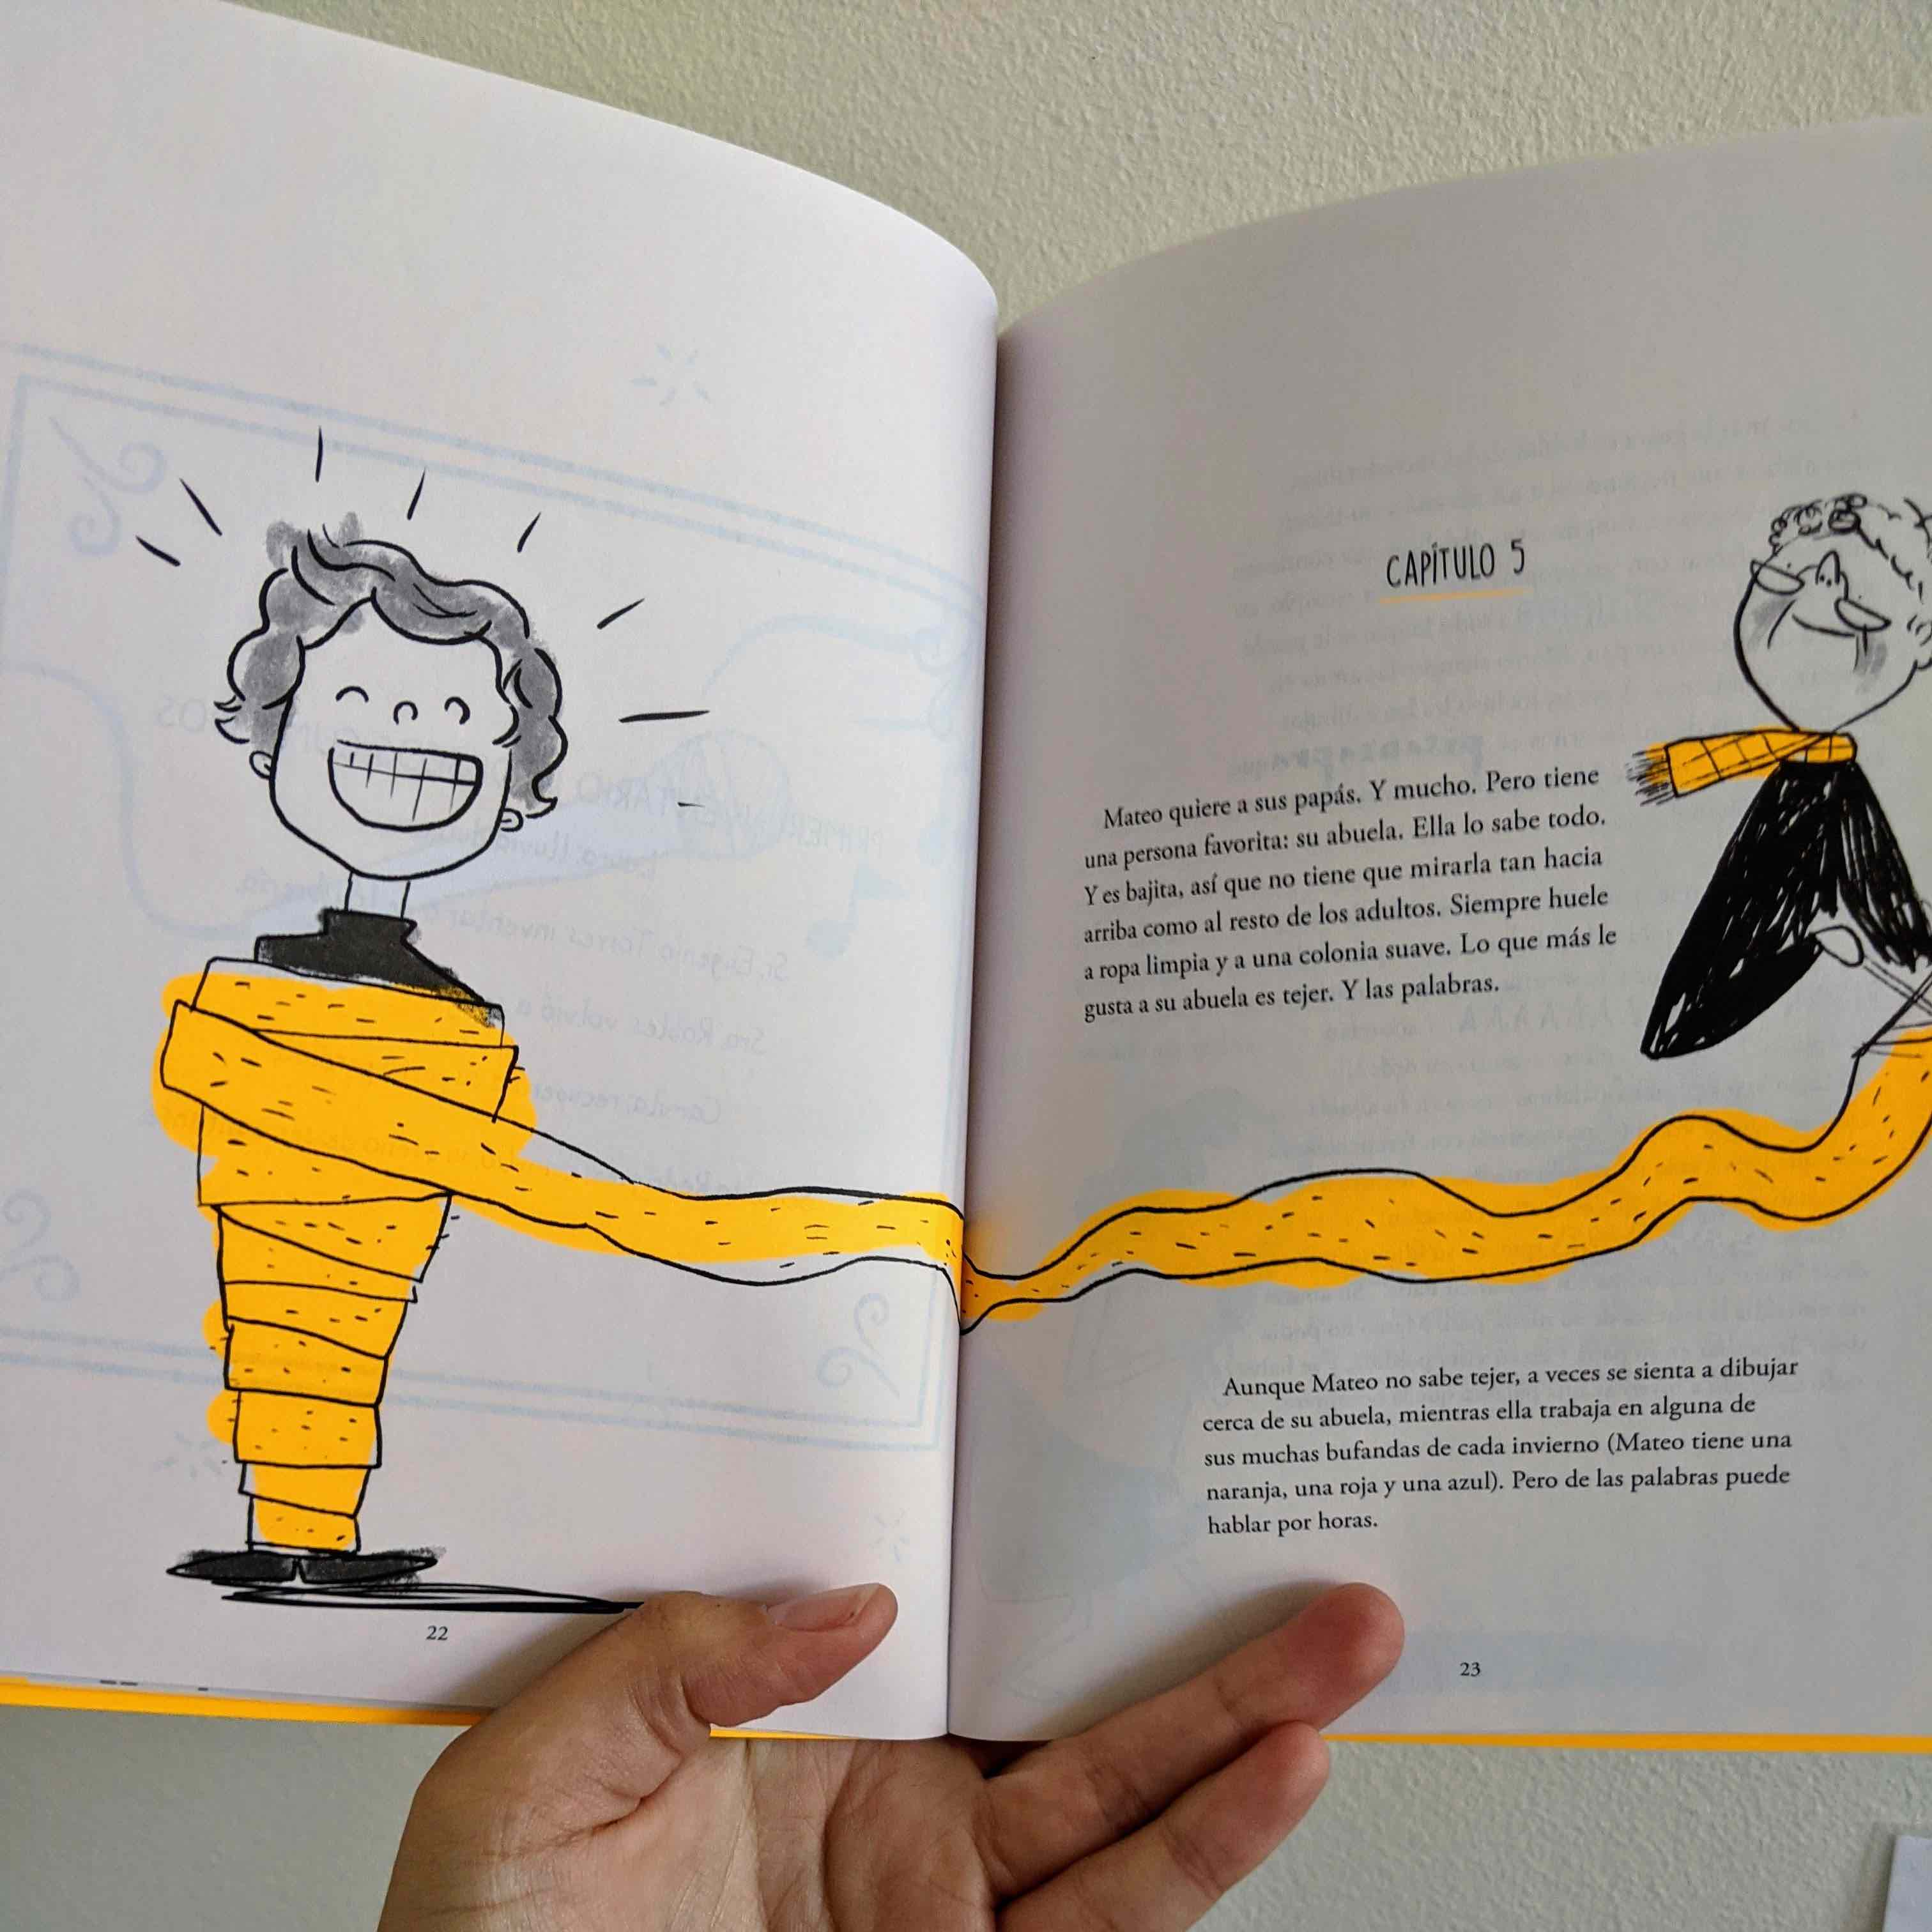 22
CAPÍTULO 5
Mateo quiere a sus papás. Y mucho. Pero tiene
una persona favorita: su abuela. Ella lo sabe todo.
Y es bajita, así que no tiene que mirarla tan hacia
arriba como al resto de los adultos. Siempre huele
a ropa limpia y a una colonia suave. Lo que más le
gusta a su abuela es tejer. Y las palabras.
Aunque Mateo no sabe tejer, a veces se sienta a dibujar
cerca de su abuela, mientras ella trabaja en alguna de
sus muchas bufandas de cada invierno (Mateo tiene una
naranja, una roja y una azul). Pero de las palabras puede
hablar por horas.
23